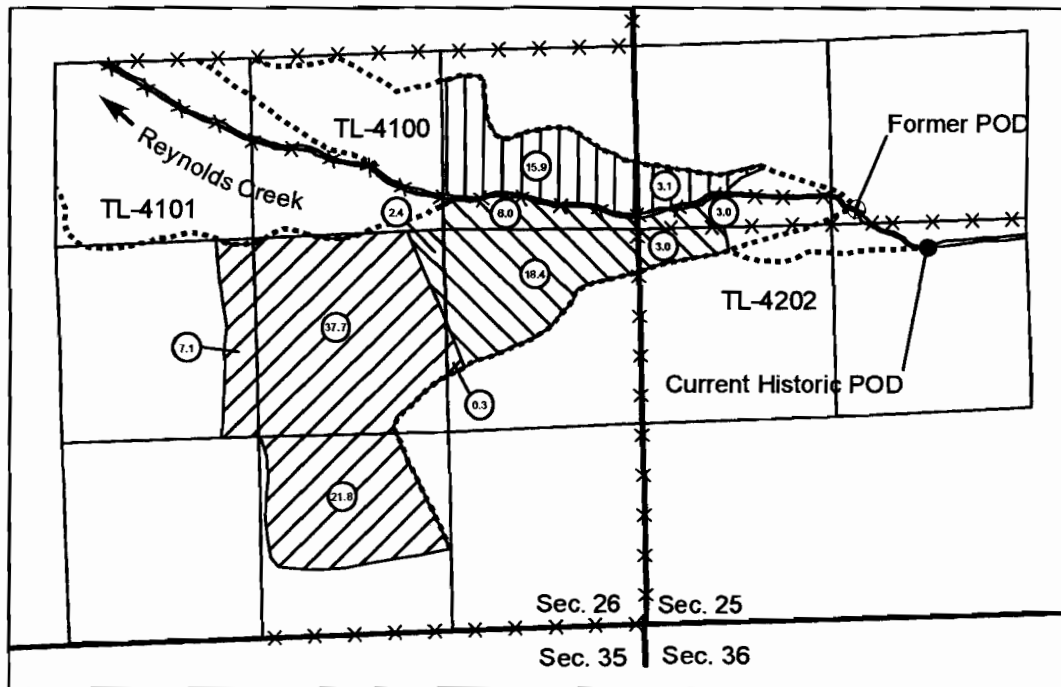 Former POD
TL-4100
Reynolds Creek
15.9
3.1
TL-4101
2.4
6.0
3.0
3.0
18.4
TL-4202
37.7
7.1
Current Historic POD
0.3
21.8
Sec. 26
Sec. 25
Sec. 35
Sec. 36